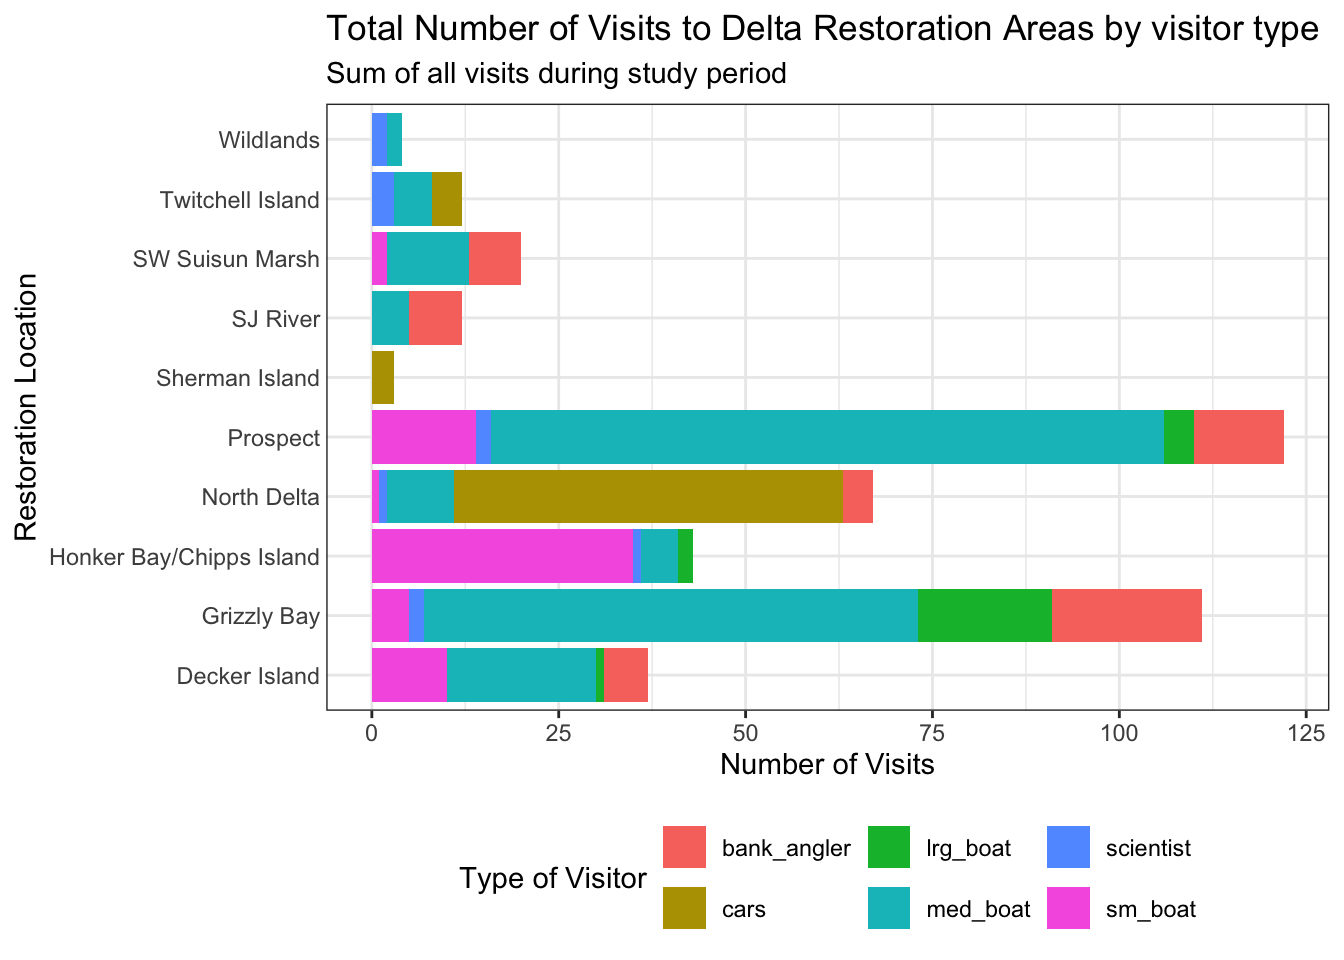 Total Number of Visits to Delta Restoration Areas by visitor type
Sum of all visits during study period
Restoration Location
Wildlands
Twitchell Island
SW Suisun Marsh
SJ River
Sherman Island
Prospect
North Delta
Honker Bay/Chipps Island
Grizzly Bay
Decker Island
0 25 50 75 100 125
Number of Visits
Type of Visitor
bank_angler lrg_boat scientist
cars med_boat sm_boat